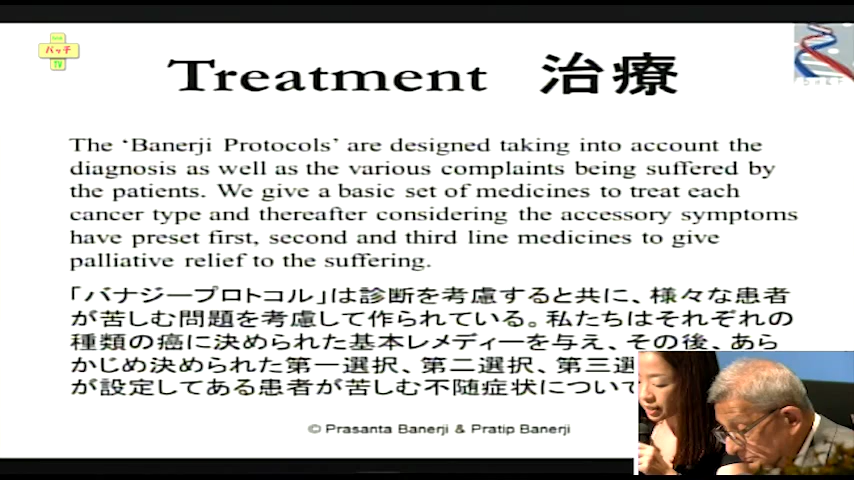 バッチ
TV
Treatment 治療
The ‘Banerji Protocols’ are designed taking into account the
diagnosis as well as the various complaints being suffered by
the patients. We give a basic set of medicines to treat each
cancer type and thereafter considering the accessory symptoms
have preset first, second and third line medicines to give
palliative relief to the suffering.
「バナジープロトコル」は診断を考慮すると共に、様々な患者
が苦しむ問題を考慮して作られている。私たちはそれぞれの
種類の癌に決められた基本レメディーを与え、その後、あら
かじめ決められた第一選択、第二選択、第三選
が設定してある患者が苦しむ不随症状について
© Prasanta Banerji & Pratip Banerji